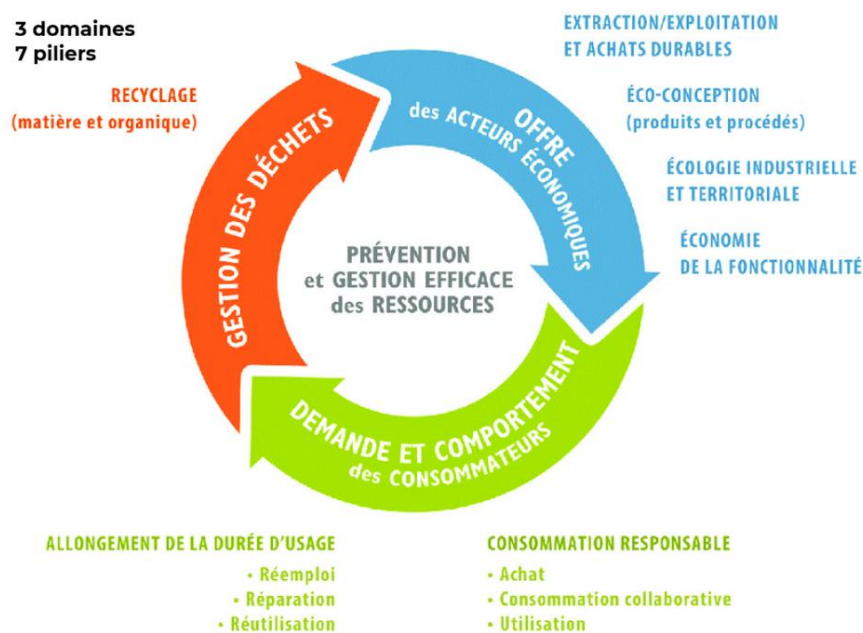 3 domaines
7 piliers
EXTRACTION/EXPLOITATION
ET ACHATS DURABLES
ÉCO-CONCEPTION
(produits et procédés)
ÉCOLOGIE INDUSTRIELLE
ET TERRITORIALE
ÉCONOMIE
DE LA FONCTIONNALITÉ
RECYCLAGE
(matière et organique)
GESTION DES DÉCHETS
OFFRE
des ACTEURS ÉCONOMIQUES
PRÉVENTION
et GESTION EFFICACE
des RESSOURCES
DEMANDE ET COMPORTEMENT
des CONSOMMATEURS
ALLONGEMENT DE LA DURÉE D'USAGE
• Réemploi
• Réparation
• Réutilisation
CONSOMMATION RESPONSABLE
• Achat
• Consommation collaborative
• Utilisation